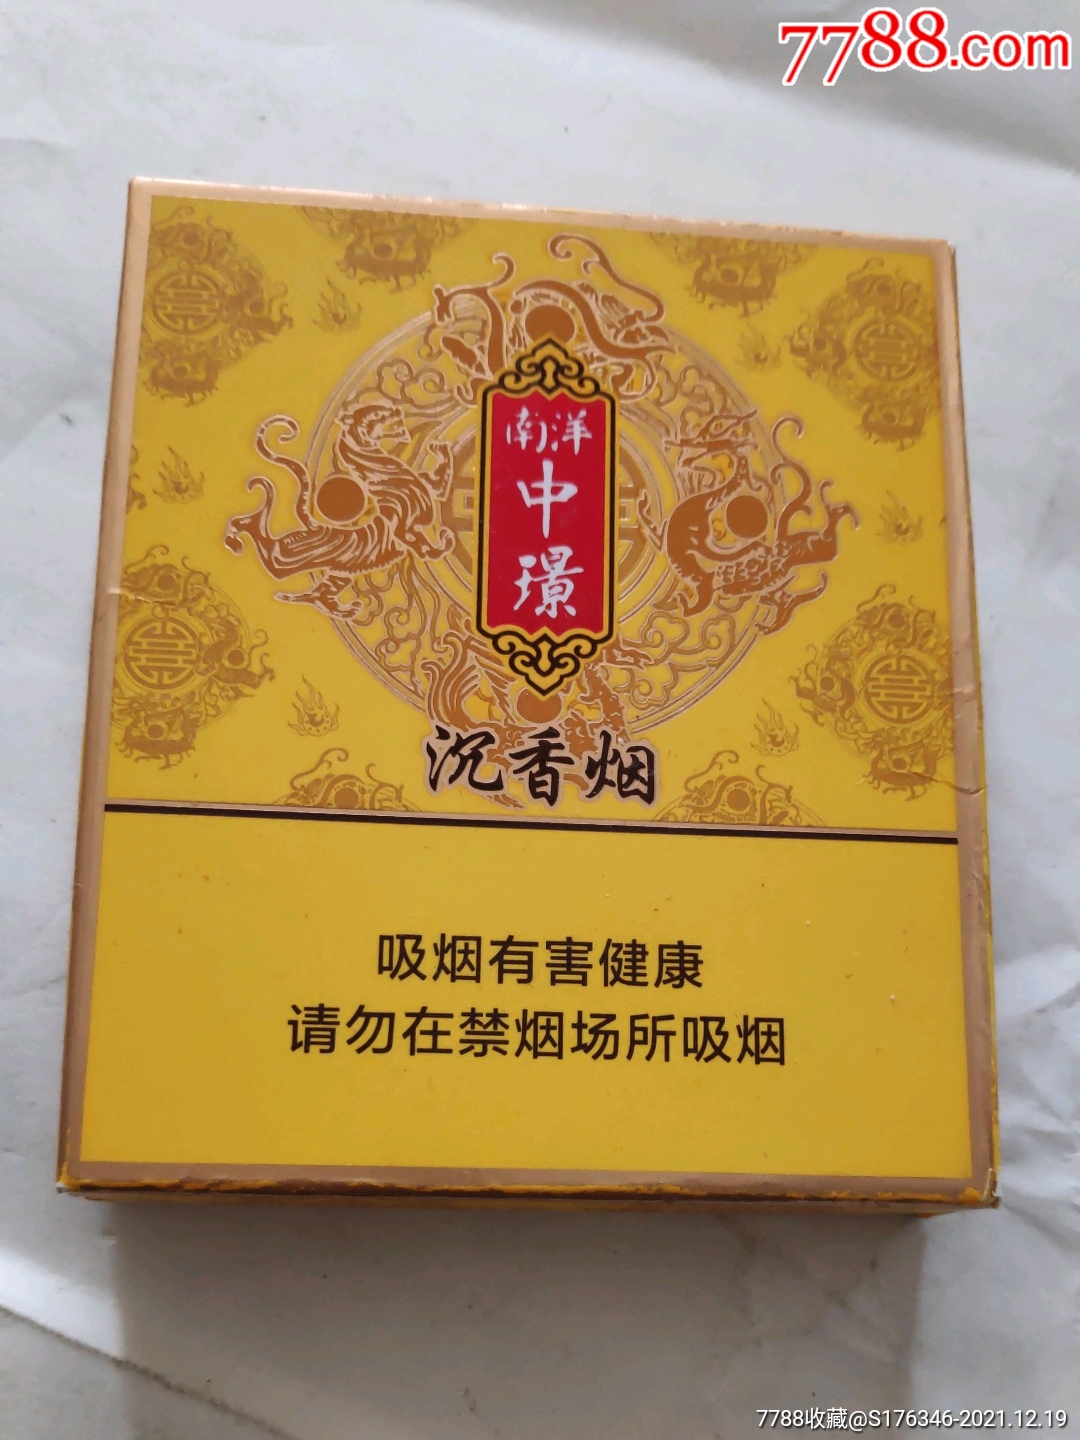 7788.com
南洋
中
璟
沉香烟
吸烟有害健康
请勿在禁烟场所吸烟
7788收藏@S176346-2021.12.19